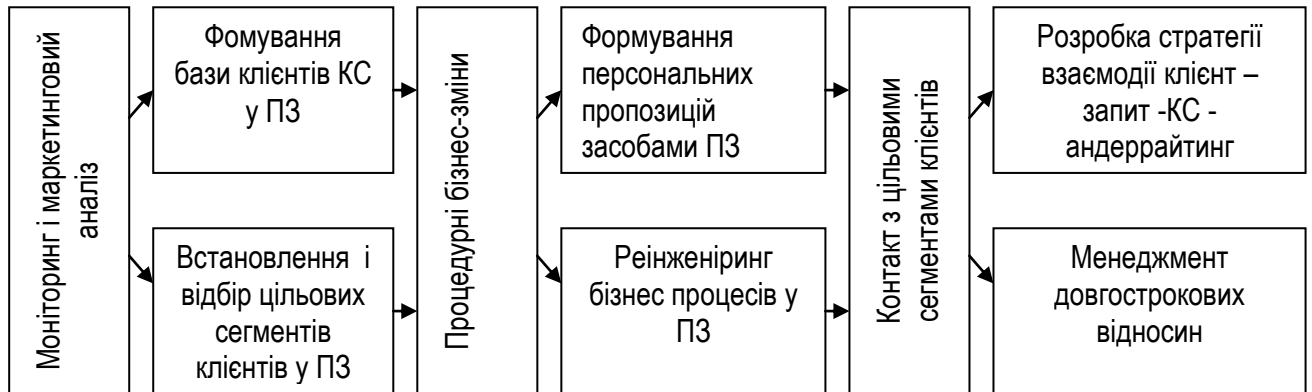 Моніторинг і маркетинговий
аналіз
Фомування
бази клієнтів КС
у ПЗ
Встановлення і
відбір цільових
сегментів
клієнтів у ПЗ
Процедурні бізнес-зміни
Формування
персональних
пропозицій
засобами ПЗ
Реінженіринг
бізнес процесів у
ПЗ
Контакт з цільовими
сегментами клієнтів
Розробка стратегії
взаємодії клієнт –
запит -КС -
андеррайтинг
Менеджмент
довгострокових
відносин